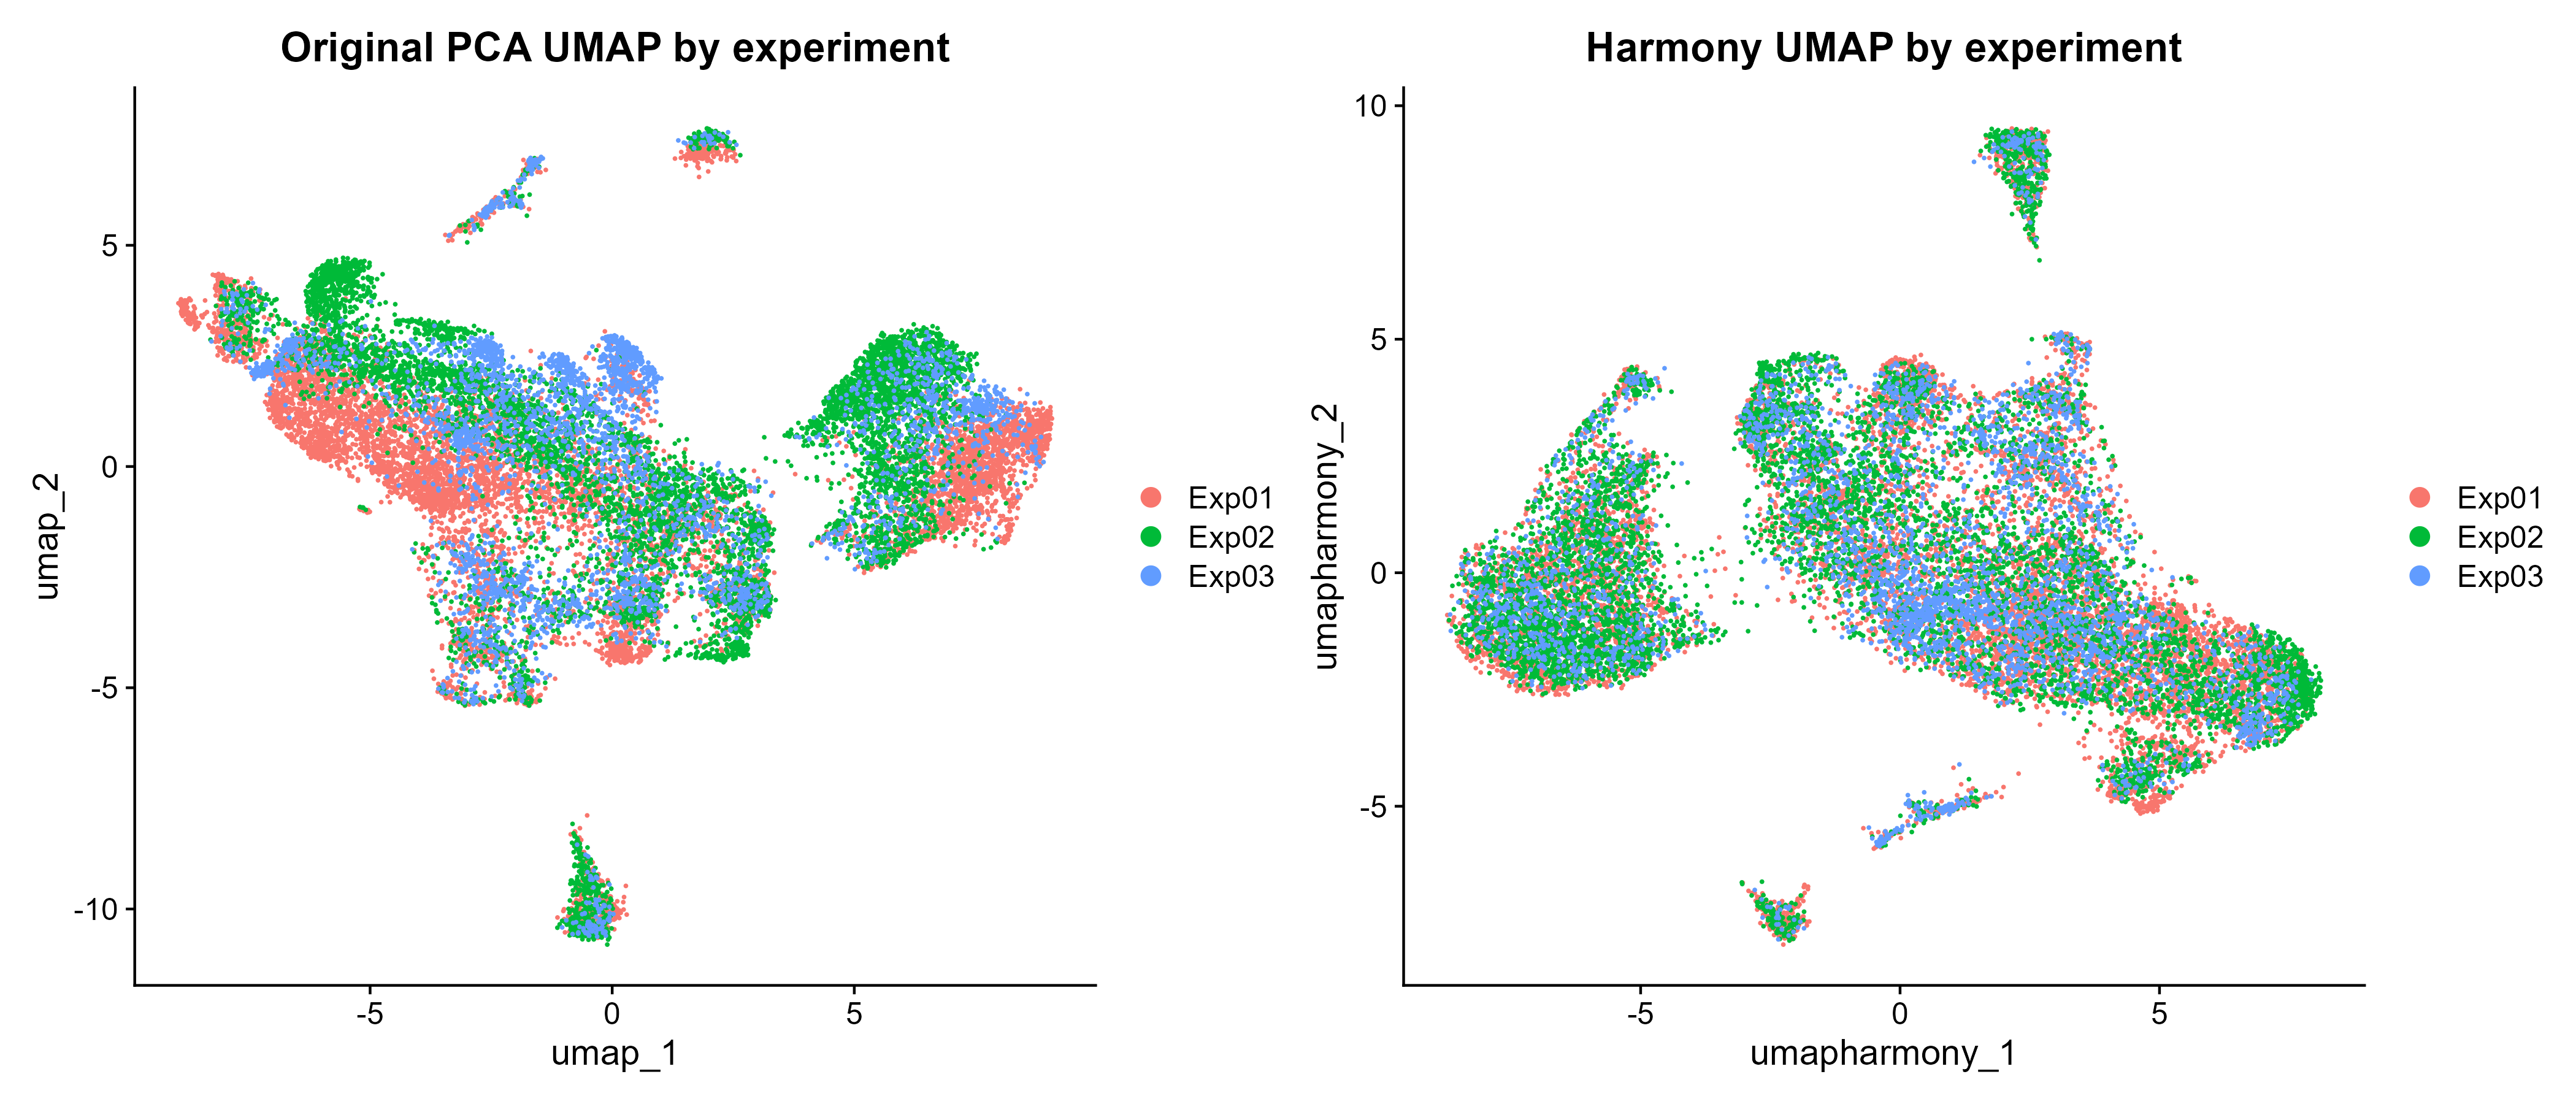 Original PCA UMAP by experiment
5
0
-5
-10
umap_2
-5
0
5
umap_1
Exp01
Exp02
Exp03
Harmony UMAP by experiment
10
5
0
-5
umapharmony_2
-5
0
5
umapharmony_1
Exp01
Exp02
Exp03